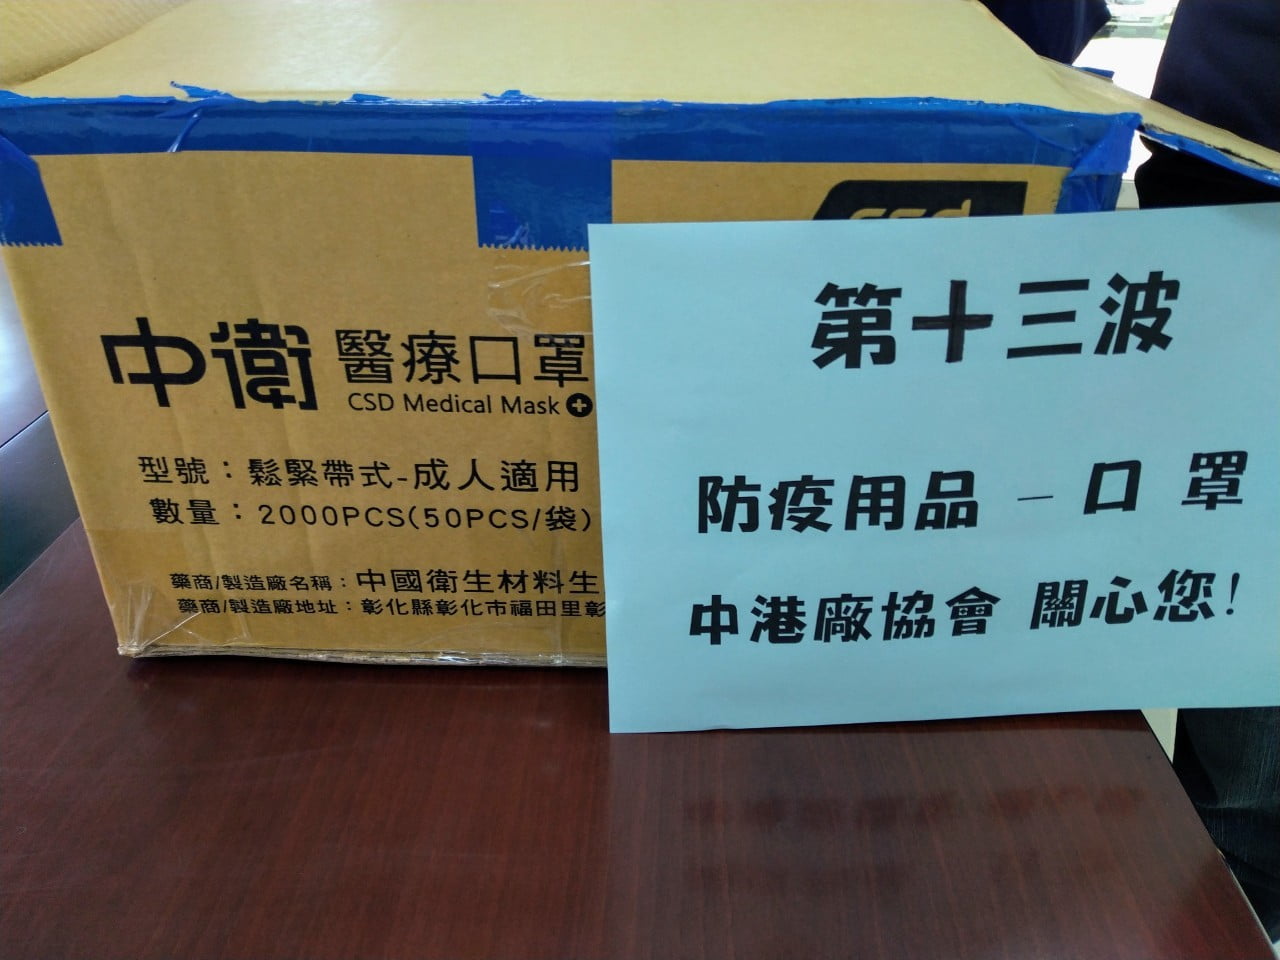 中衛 醫療口罩
CSD Medical Mask
型號：鬆緊帶式-成人適用
數量：2000PCS(50PCS/袋)
藥商/製造廠名稱：中國衛生材料生
藥商/製造廠地址：彰化縣彰化市福田里彰
csd
第十三波
防疫用品 － 口 罩
中港廠協會 關心您！